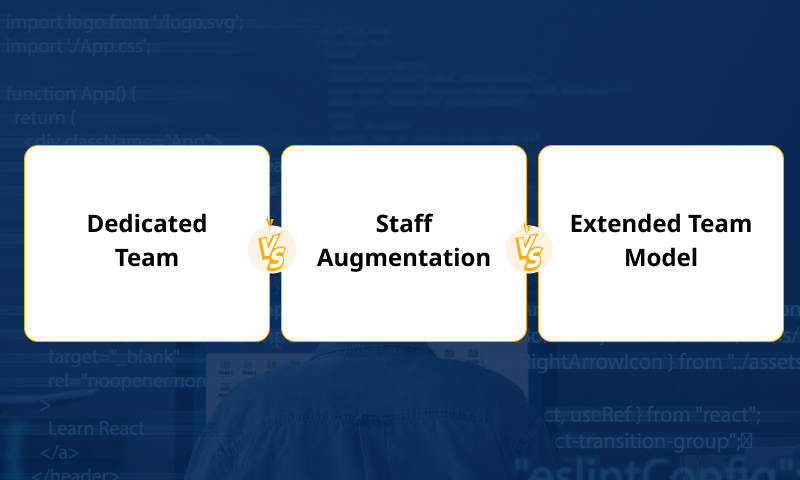 import logo from './logo.svg';
import './App.css';
function App() {
return (
<div className="App">
Dedicated
Team
VS
Staff
Augmentation
VS
Extended Team
Model
target="_blank"
rel="noopener nor
>
Learn React
</a>
</header>
ightArrowIcon } from "../assets
ct, useRef } from "react";
ct-transition-group";
"eslintConfig"